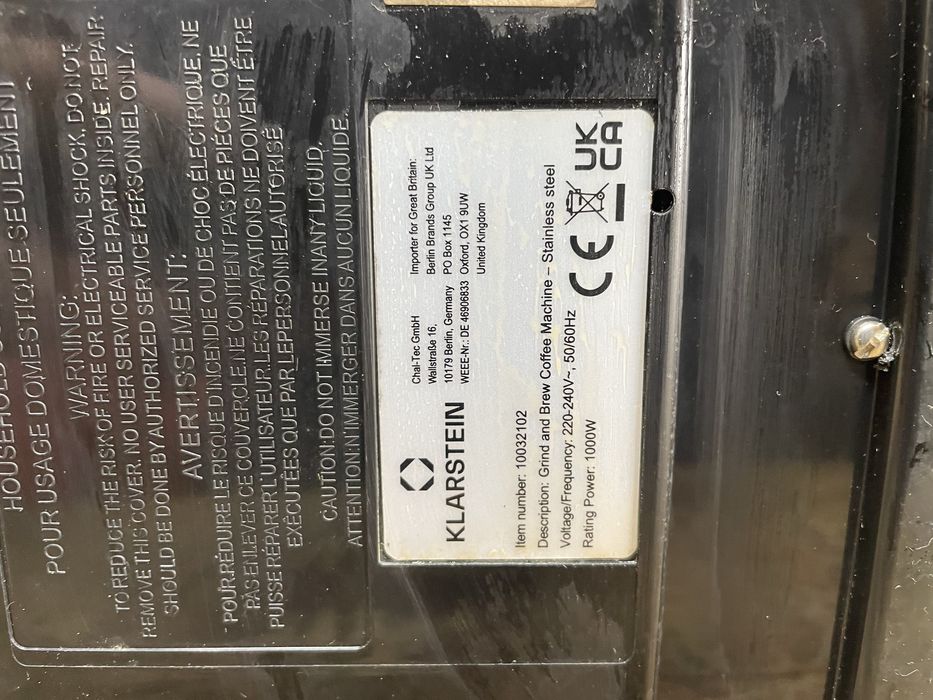 HOUSEHOLD
POUR USAGE DOMESTIQUE SEULEMENT
WARNING:
TO REDUCE THE RISK OF FIRE OR ELECTRICAL SHOCK, DO NOT
REMOVE THIS COVER. NO USER SERVICEABLE PARTS INSIDE. REPAIR
SHOULD BE DONE BY AUTHORIZED SERVICE PERSONNEL ONLY.
AVERTISSEMENT:
POUR REDUIRE LE RISQUE D'INCENDIE OU DE CHOC ÉLECTRIQUE, NE
PAS ENLEVER CE COUVERCLE. NE CONTIENT PAS DE PIÈCES QUE
PUISSE RÉPARER L'UTILISATEUR. LES RÉPARATIONS NE DOIVENT ÊTRE
EXÉCUTÉES QUE PAR LE PERSONNEL AUTORISÉ
CAUTION: DO NOT IMMERSE IN ANY LIQUID.
ATTENTION: IMMERGER DANS AUCUN LIQUIDE.
KLARSTEIN
Chal-Tec GmbH
Wallstraße 16,
10179 Berlin, Germany
WEEE-Nr.: DE 46906833
Importer for Great Britain:
Berlin Brands Group UK Ltd
PO Box 1145
Oxford, OX1 9UW
United Kingdom
Item number: 10032102
Description: Grind and Brew Coffee Machine – Stainless steel
Voltage/Frequency: 220-240V~, 50/60Hz
Rating Power: 1000W
CE
UK
CA